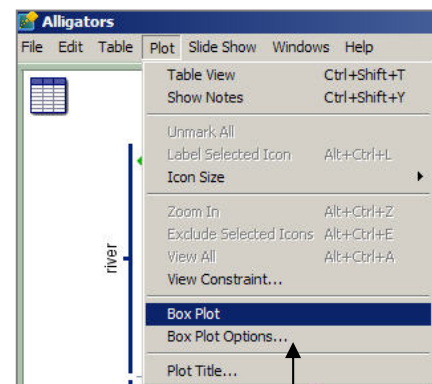 Alligators
File Edit Table Plot Slide Show Windows Help
Table View Ctrl+Shift+T
Show Notes Ctrl+Shift+Y
Unmark All
Label Selected Icon Alt+Ctrl+L
Icon Size
Zoom In Alt+Ctrl+Z
Exclude Selected Icons Alt+Ctrl+E
View All Alt+Ctrl+A
View Constraint...
river
Box Plot
Box Plot Options...
Plot Title...